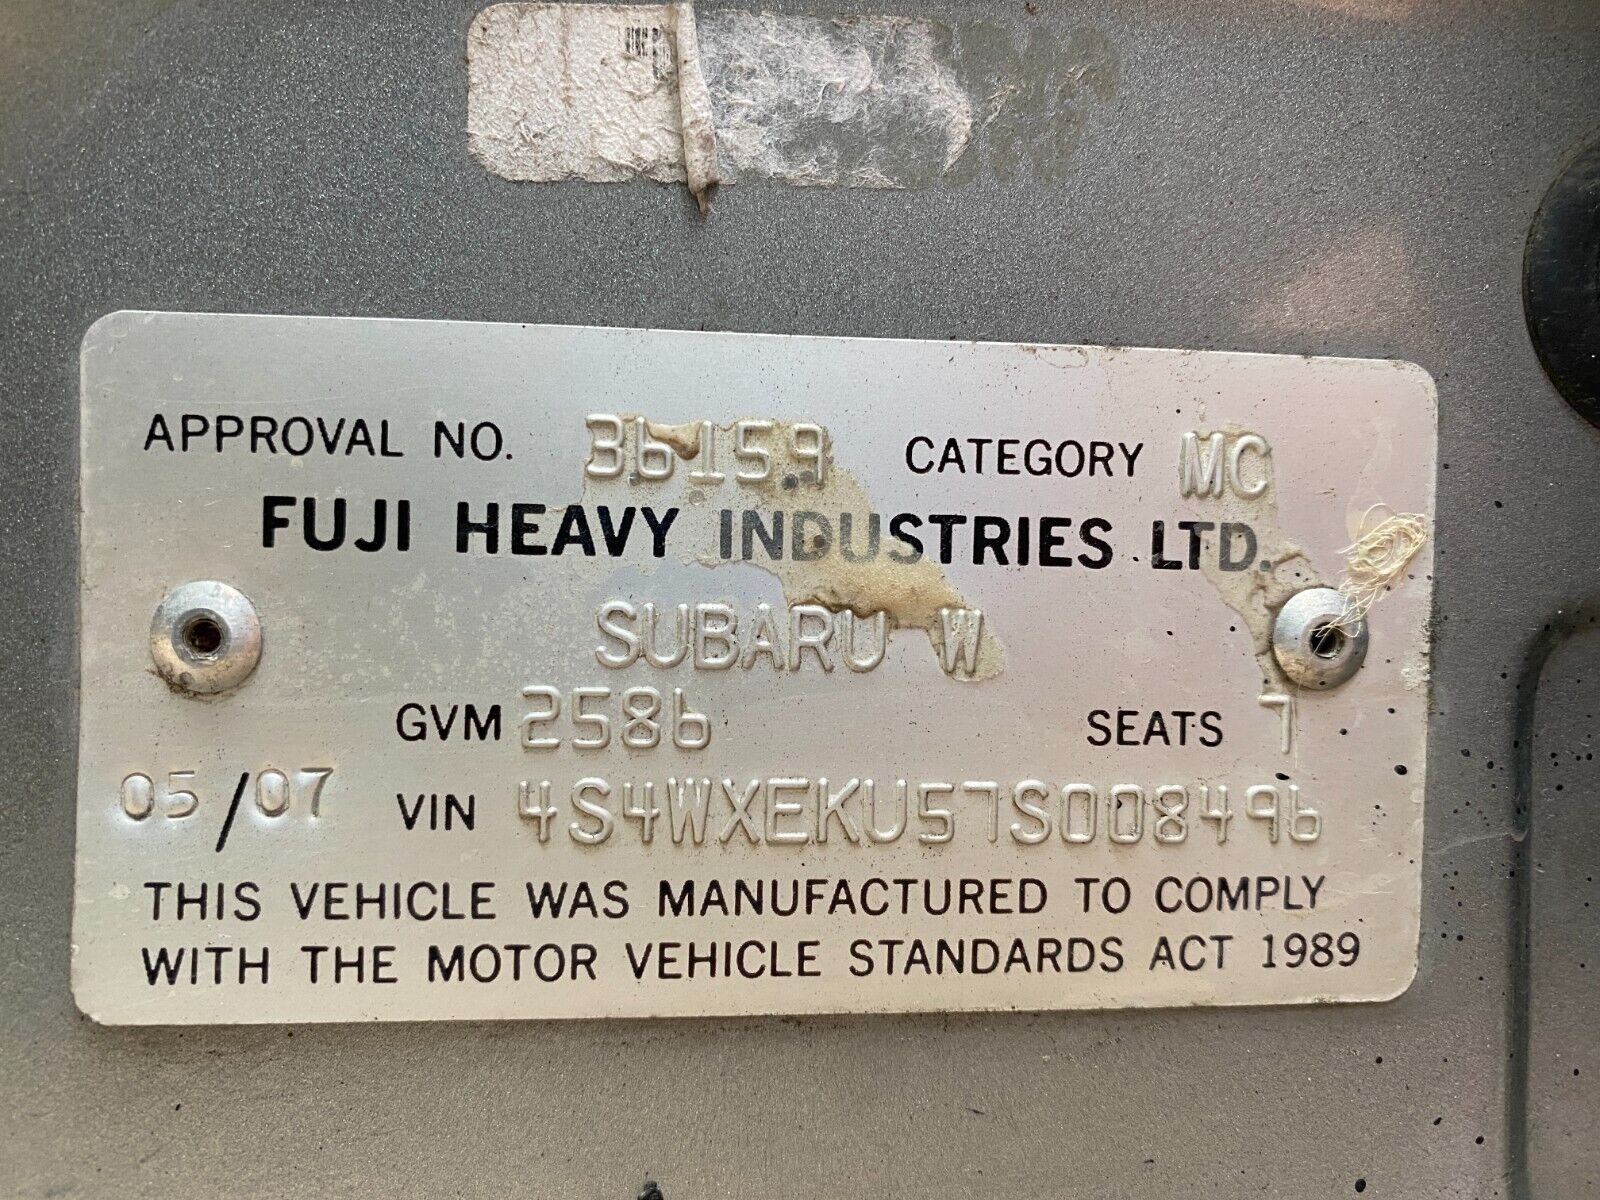 APPROVAL NO. 36159 CATEGORY MC
FUJI HEAVY INDUSTRIES LTD.
SUBARU W
GVM 2586 SEATS 7
05/07 VIN 4S4WXEKU57S008496
THIS VEHICLE WAS MANUFACTURED TO COMPLY
WITH THE MOTOR VEHICLE STANDARDS ACT 1989